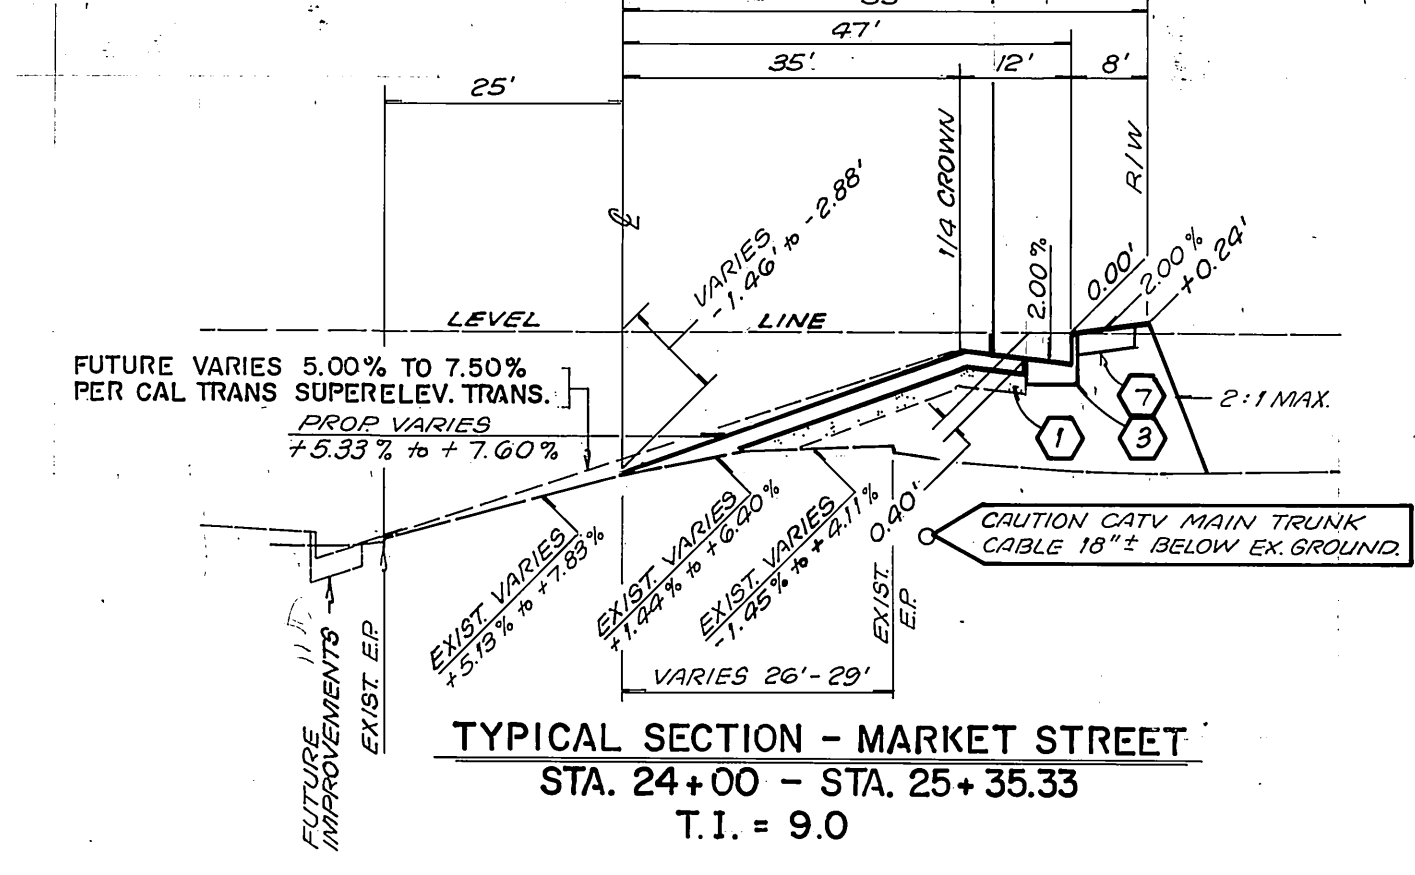 47'
35'
12'
8'
25'
1/4 CROWN
R/W
℄
VARIES
-1.46' to -2.88'
2.00%
0.00'
2.00%
+0.24'
LEVEL LINE
FUTURE VARIES 5.00% TO 7.50%
PER CAL TRANS SUPERELEV. TRANS.
PROP. VARIES
+5.33% to +7.60%
7
2:1 MAX.
1
3
EXIST. VARIES
+5.13% to +7.83%
EXIST. VARIES
+1.44% to +6.40%
EXIST. VARIES
-1.45% to +4.11%
0.40'
CAUTION CATV MAIN TRUNK
CABLE 18"± BELOW EX. GROUND.
EXIST.
E.P.
FUTURE
IMPROVEMENTS
EXIST. E.P.
VARIES 26'-29'
TYPICAL SECTION - MARKET STREET
STA. 24+00 - STA. 25+35.33
T.I. = 9.0